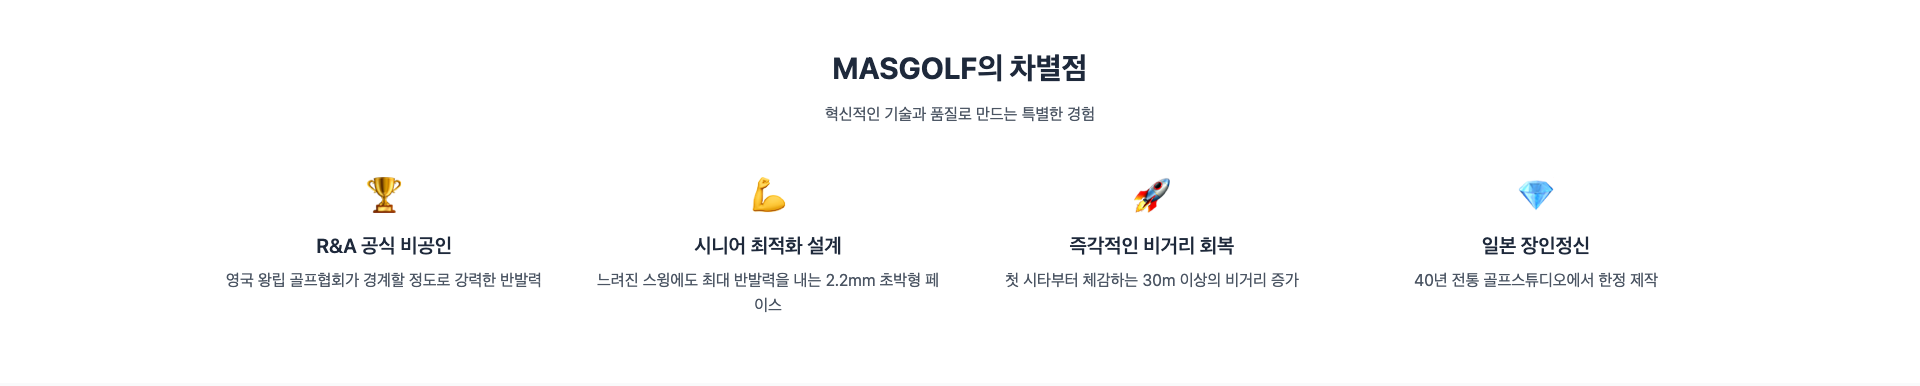 MASGOLF의 차별점
혁신적인 기술과 품질로 만드는 특별한 경험
R&A 공식 비공인
영국 왕립 골프협회가 경계할 정도로 강력한 반발력
시니어 최적화 설계
느려진 스윙에도 최대 반발력을 내는 2.2mm 초박형 페
이스
즉각적인 비거리 회복
첫 시타부터 체감하는 30m 이상의 비거리 증가
일본 장인정신
40년 전통 골프스튜디오에서 한정 제작